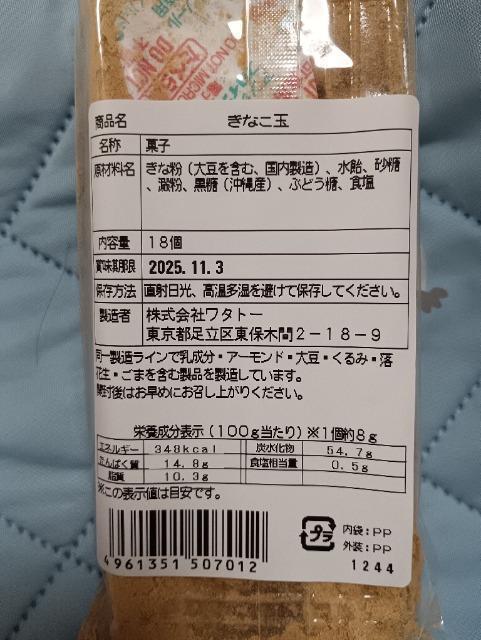 DO NOT MICRO
商品名 きなこ玉
名称 菓子
原材料名 きな粉(大豆を含む、国内製造)、水飴、砂糖
、澱粉、黒糖(沖縄産)、ぶどう糖、食塩
内容量 18個
賞味期限 2025.11.3
保存方法 直射日光、高温多湿を避けて保存してください。
製造者 株式会社ワタトー
東京都足立区東保木間2-18-9
同一製造ラインで乳成分・アーモンド・大豆・くるみ・落
花生・ごまを含む製品を製造しています。
開封後はお早めにお召し上がりください。
栄養成分表示(100g当たり)※1個約8g
エネルギー 348kcal 炭水化物 54.7g
たんぱく質 14.8g 食塩相当量 0.5g
脂質 10.3g
※この表示値は目安です。
プラ
内袋:PP
外装:PP
4961351507012
1244